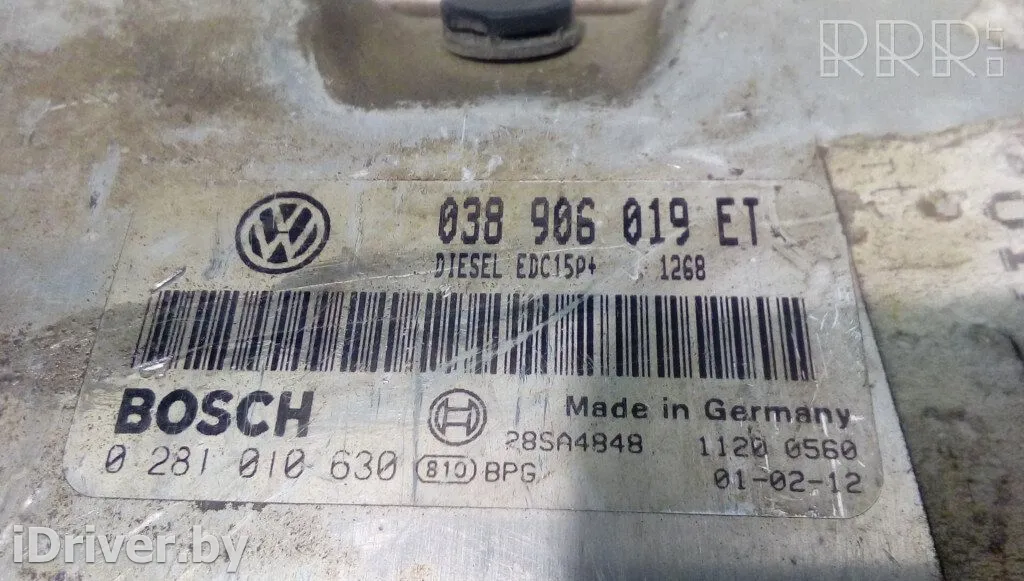 RRR:
038 906 019 ET
DIESEL EDC15P+ 1268
BOSCH
Made in Germany
28SA4848 1120 0560
0 281 010 630 810 BPG 01-02-12
iDriver.by